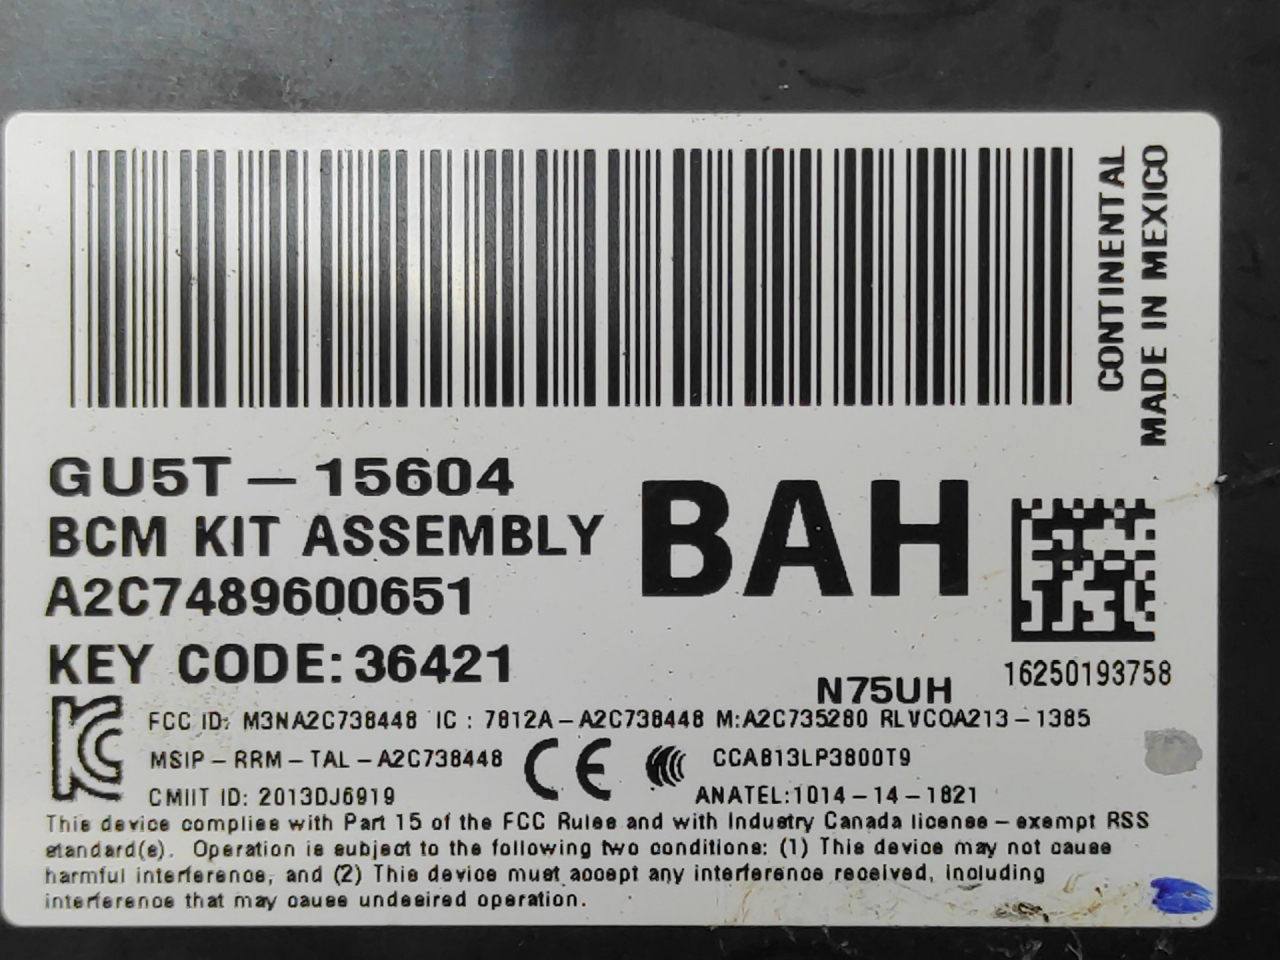 CONTINENTAL
MADE IN MEXICO
GU5T-15604
BCM KIT ASSEMBLY
A2C7489600651
BAH
KEY CODE:36421
16250193758
N75UH
FCC ID: M3NA2C738448 IC : 7812A-A2C738448 M:A2C735280 RLVCOA213-1385
MSIP-RRM-TAL-A2C738448 CE CCAB13LP3800T9
CMIIT ID: 2013DJ6919 ANATEL:1014-14-1821
This device complies with Part 15 of the FCC Rules and with Industry Canada license-exempt RSS
standard(s). Operation is subject to the following two conditions: (1) This device may not cause
harmful interference, and (2) This device must accept any interference received, including
interference that may cause undesired operation.